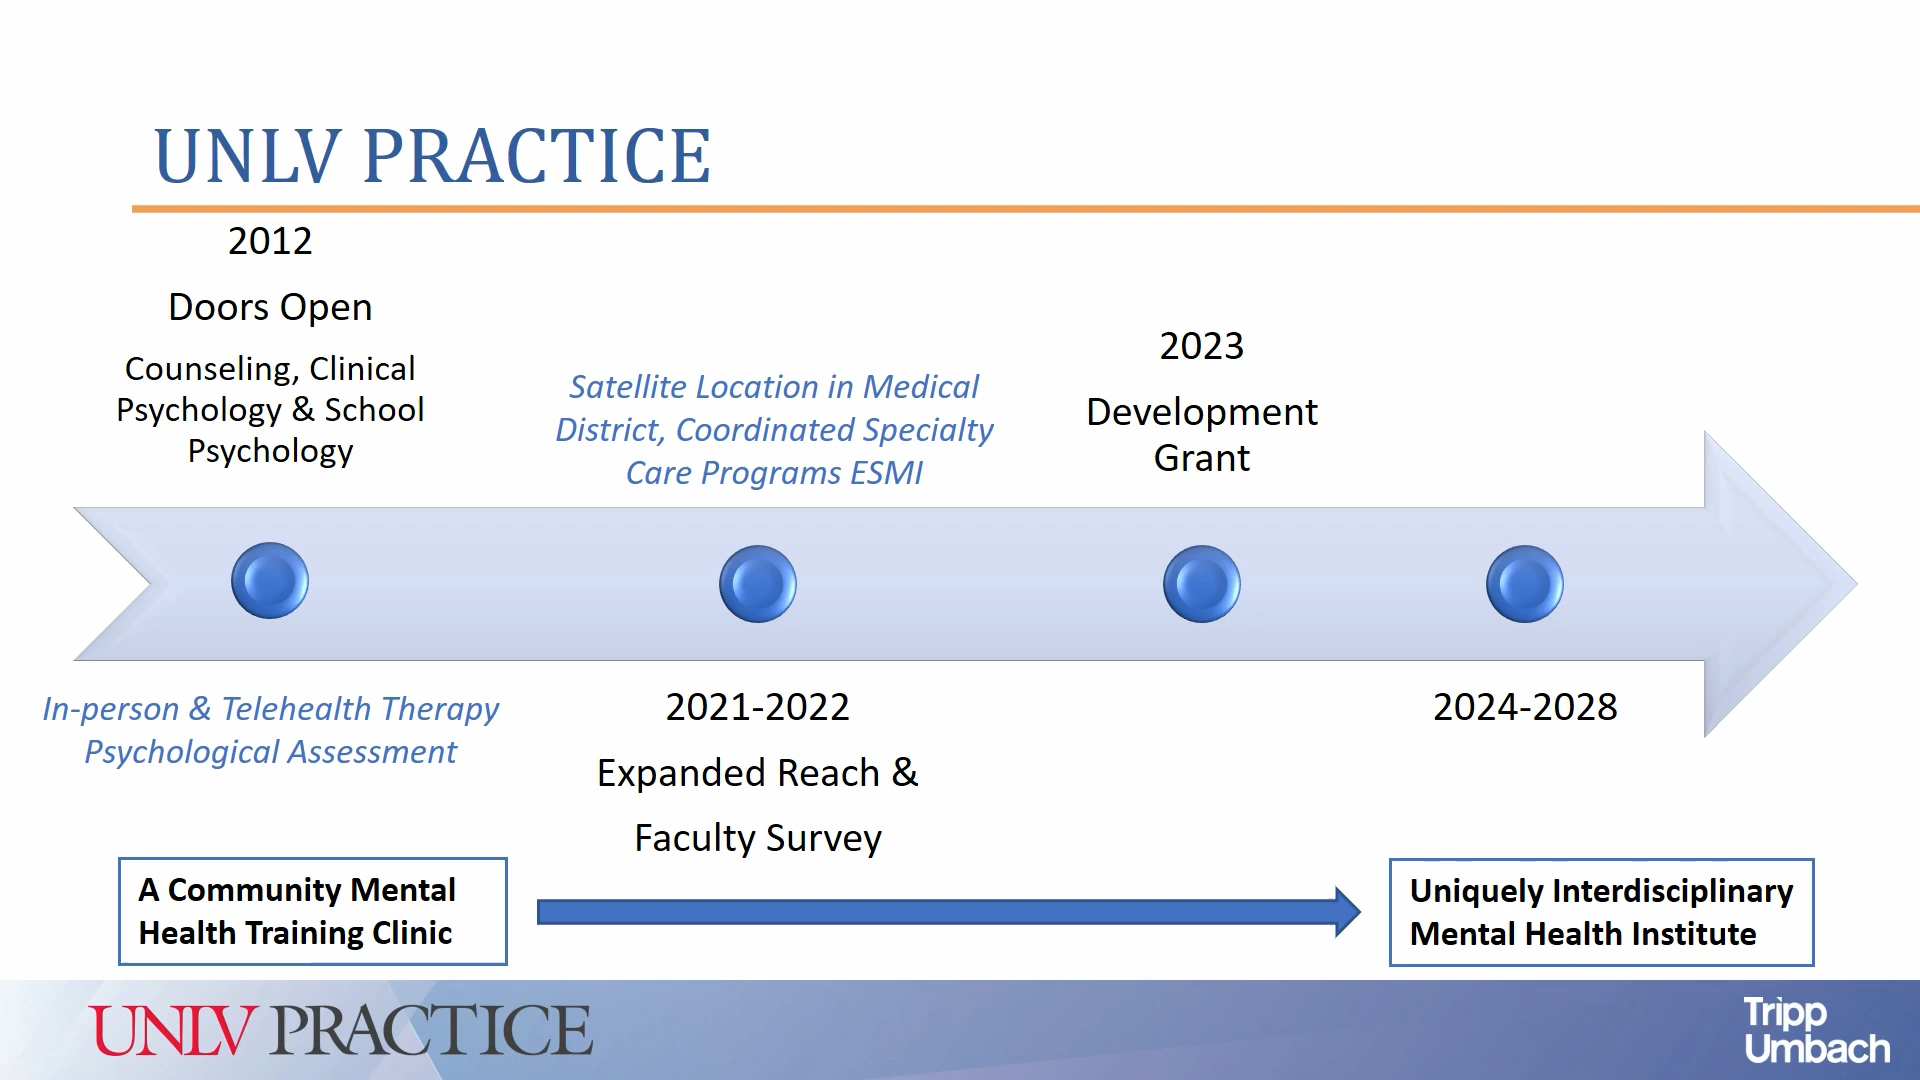 UNLV PRACTICE
2012
Doors Open
Counseling, Clinical
Psychology & School
Psychology
In-person & Telehealth Therapy
Psychological Assessment
Satellite Location in Medical
District, Coordinated Specialty
Care Programs ESMI
2021-2022
Expanded Reach &
Faculty Survey
2023
Development
Grant
2024-2028
A Community Mental
Health Training Clinic
Uniquely Interdisciplinary
Mental Health Institute
UNLV PRACTICE
Tripp
Umbach